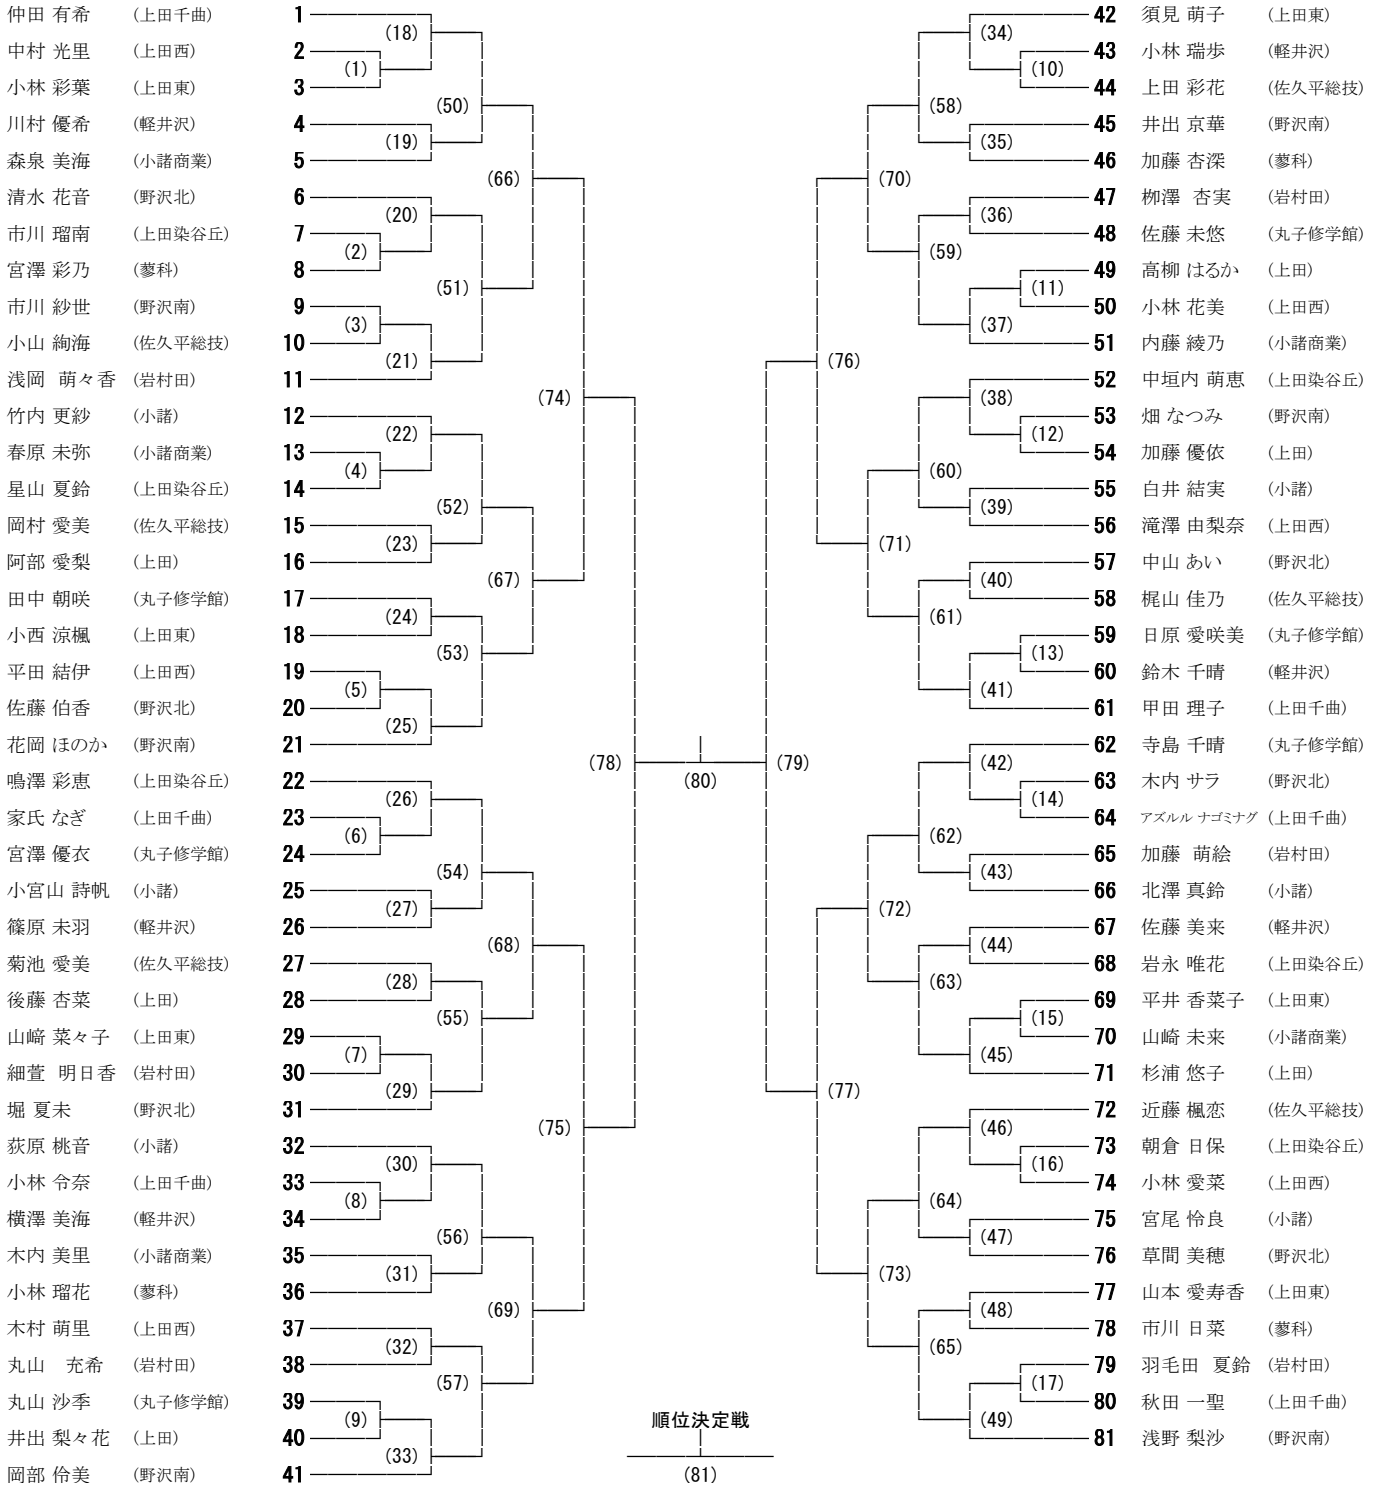 仲田 有希 (上田千曲) 1
中村 光里 (上田西) 2
小林 彩葉 (上田東) 3
川村 優希 (軽井沢) 4
森泉 美海 (小諸商業) 5
清水 花音 (野沢北) 6
市川 瑠南 (上田染谷丘) 7
宮澤 彩乃 (蓼科) 8
市川 紗世 (野沢南) 9
小山 絢海 (佐久平総技) 10
浅岡 萌々香 (岩村田) 11
竹内 更紗 (小諸) 12
春原 未弥 (小諸商業) 13
星山 夏鈴 (上田染谷丘) 14
岡村 愛美 (佐久平総技) 15
阿部 愛梨 (上田) 16
田中 朝咲 (丸子修学館) 17
小西 涼楓 (上田東) 18
平田 結伊 (上田西) 19
佐藤 伯香 (野沢北) 20
花岡 ほのか (野沢南) 21
鳴澤 彩恵 (上田染谷丘) 22
家氏 なぎ (上田千曲) 23
宮澤 優衣 (丸子修学館) 24
小宮山 詩帆 (小諸) 25
篠原 未羽 (軽井沢) 26
菊池 愛美 (佐久平総技) 27
後藤 杏菜 (上田) 28
山﨑 菜々子 (上田東) 29
細萱 明日香 (岩村田) 30
堀 夏未 (野沢北) 31
荻原 桃音 (小諸) 32
小林 令奈 (上田千曲) 33
横澤 美海 (軽井沢) 34
木内 美里 (小諸商業) 35
小林 瑠花 (蓼科) 36
木村 萌里 (上田西) 37
丸山 充希 (岩村田) 38
丸山 沙季 (丸子修学館) 39
井出 梨々花 (上田) 40
岡部 伶美 (野沢南) 41
(1)
(2)
(3)
(4)
(5)
(6)
(7)
(8)
(9)
(18)
(19)
(20)
(21)
(22)
(23)
(24)
(25)
(26)
(27)
(28)
(29)
(30)
(31)
(32)
(33)
(50)
(51)
(52)
(53)
(54)
(55)
(56)
(57)
(66)
(67)
(68)
(69)
(74)
(75)
(78)
(80)
(79)
順位決定戦
(81)
(76)
(77)
(70)
(71)
(72)
(73)
(58)
(59)
(60)
(61)
(62)
(63)
(64)
(65)
(34)
(35)
(36)
(37)
(38)
(39)
(40)
(41)
(42)
(43)
(44)
(45)
(46)
(47)
(48)
(49)
(10)
(11)
(12)
(13)
(14)
(15)
(16)
(17)
42 須見 萌子 (上田東)
43 小林 瑞歩 (軽井沢)
44 上田 彩花 (佐久平総技)
45 井出 京華 (野沢南)
46 加藤 杏深 (蓼科)
47 栁澤 杏実 (岩村田)
48 佐藤 未悠 (丸子修学館)
49 高柳 はるか (上田)
50 小林 花美 (上田西)
51 内藤 綾乃 (小諸商業)
52 中垣内 萌恵 (上田染谷丘)
53 畑 なつみ (野沢南)
54 加藤 優依 (上田)
55 白井 結実 (小諸)
56 滝澤 由梨奈 (上田西)
57 中山 あい (野沢北)
58 梶山 佳乃 (佐久平総技)
59 日原 愛咲美 (丸子修学館)
60 鈴木 千晴 (軽井沢)
61 甲田 理子 (上田千曲)
62 寺島 千晴 (丸子修学館)
63 木内 サラ (野沢北)
64 アズルル ナゴミナグ (上田千曲)
65 加藤 萌絵 (岩村田)
66 北澤 真鈴 (小諸)
67 佐藤 美来 (軽井沢)
68 岩永 唯花 (上田染谷丘)
69 平井 香菜子 (上田東)
70 山崎 未来 (小諸商業)
71 杉浦 悠子 (上田)
72 近藤 楓恋 (佐久平総技)
73 朝倉 日保 (上田染谷丘)
74 小林 愛菜 (上田西)
75 宮尾 怜良 (小諸)
76 草間 美穂 (野沢北)
77 山本 愛寿香 (上田東)
78 市川 日菜 (蓼科)
79 羽毛田 夏鈴 (岩村田)
80 秋田 一聖 (上田千曲)
81 浅野 梨沙 (野沢南)